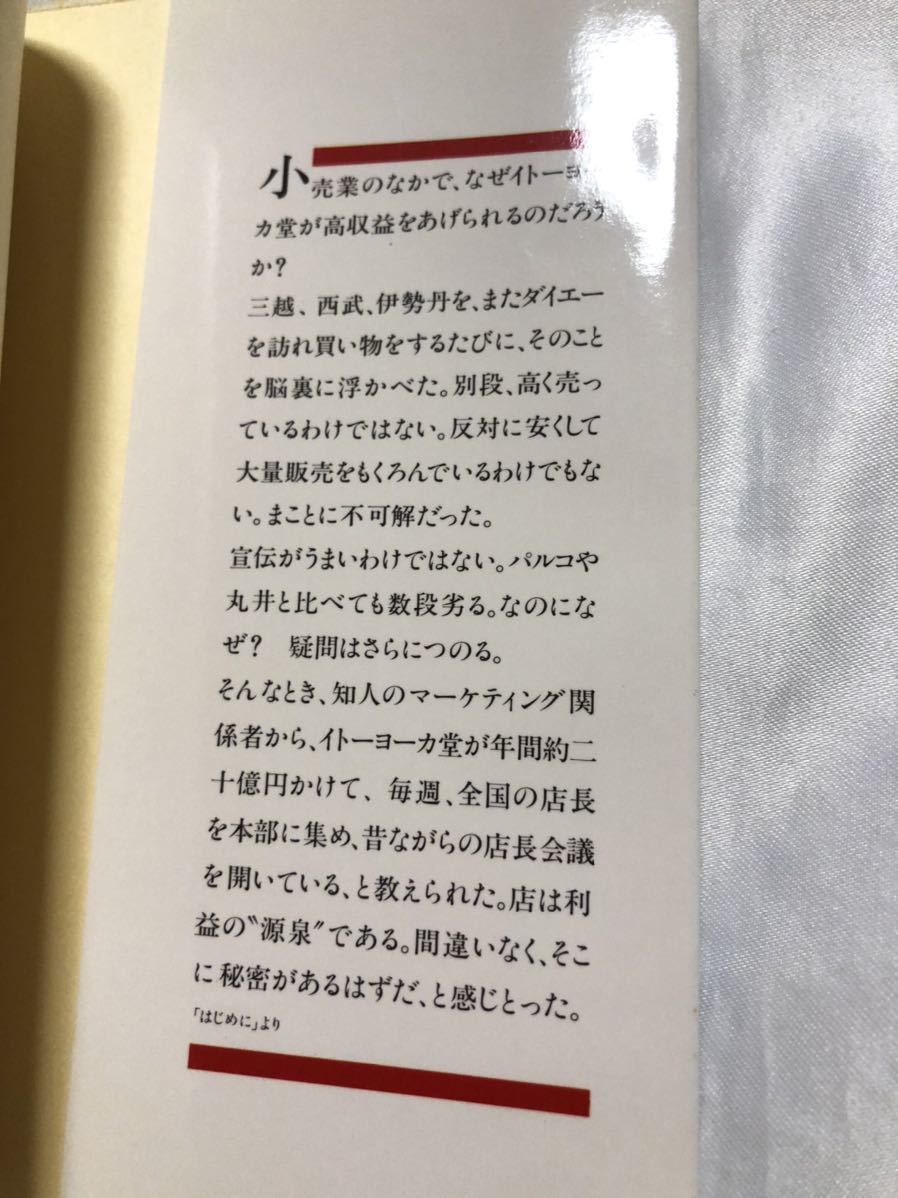 小売業のなかで、なぜイトーヨー
カ堂が高収益をあげられるのだろう
か?
三越、西武、伊勢丹を、またダイエー
を訪れ買い物をするたびに、そのこと
を脳裏に浮かべた。別段、高く売っ
ているわけではない。反対に安くして
大量販売をもくろんでいるわけでもな
い。まことに不可解だった。
宣伝がうまいわけではない。パルコや
丸井と比べても数段劣る。なのにな
ぜ? 疑問はさらにつのる。
そんなとき、知人のマーケティング関
係者から、イトーヨーカ堂が年間約二
十億円かけて、毎週、全国の店長
を本部に集め、昔ながらの店長会議
を開いている、と教えられた。店は利
益の〝源泉〟である。間違いなく、そこ
に秘密があるはずだ、と感じとった。
「はじめに」より